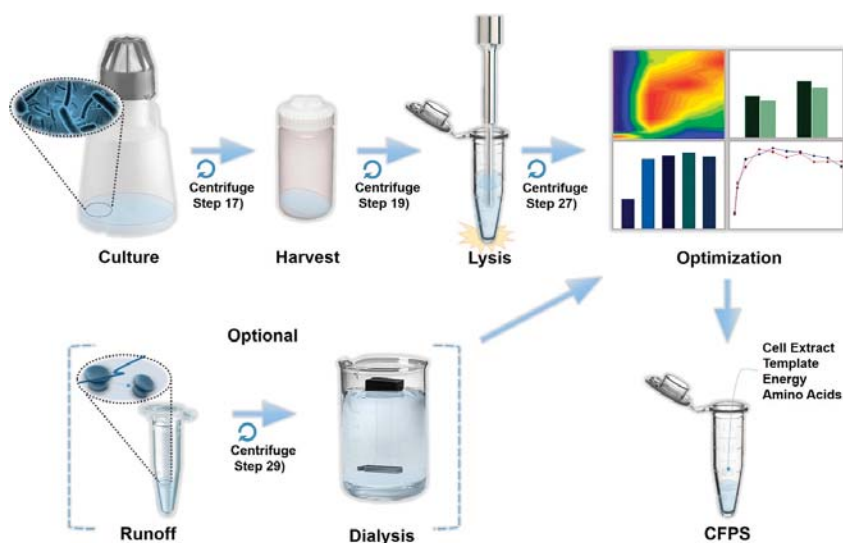 Centrifuge
Step 17)
Centrifuge
Step 19)
Centrifuge
Step 27)
Culture
Harvest
Lysis
Optimization
Optional
Cell Extract
Template
Energy
Amino Acids
Centrifuge
Step 29)
Runoff
Dialysis
CFPS